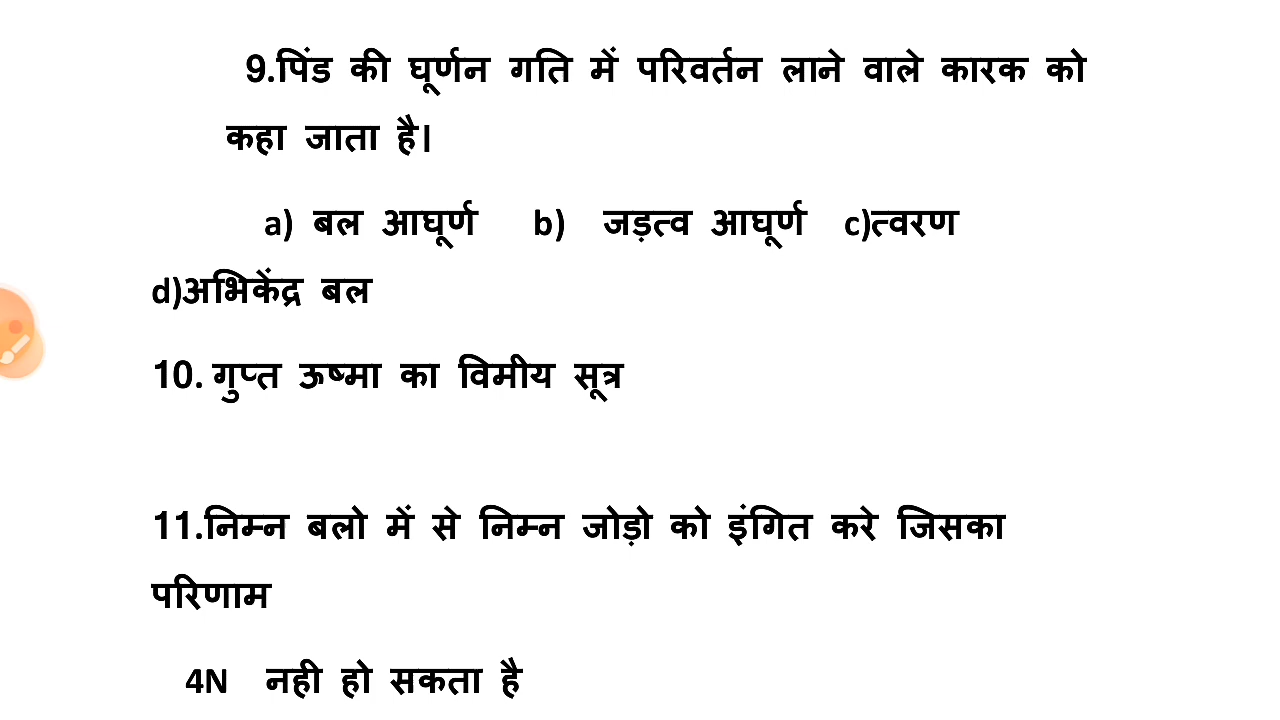 9.पिंड की घूर्णन गति में परिवर्तन लाने वाले कारक को
कहा जाता है।
a) बल आघूर्ण b) जड़त्व आघूर्ण c)त्वरण
d)अभिकेंद्र बल
10. गुप्त ऊष्मा का विमीय सूत्र
11.निम्न बलो में से निम्न जोड़ो को इंगित करे जिसका
परिणाम
4N नही हो सकता है